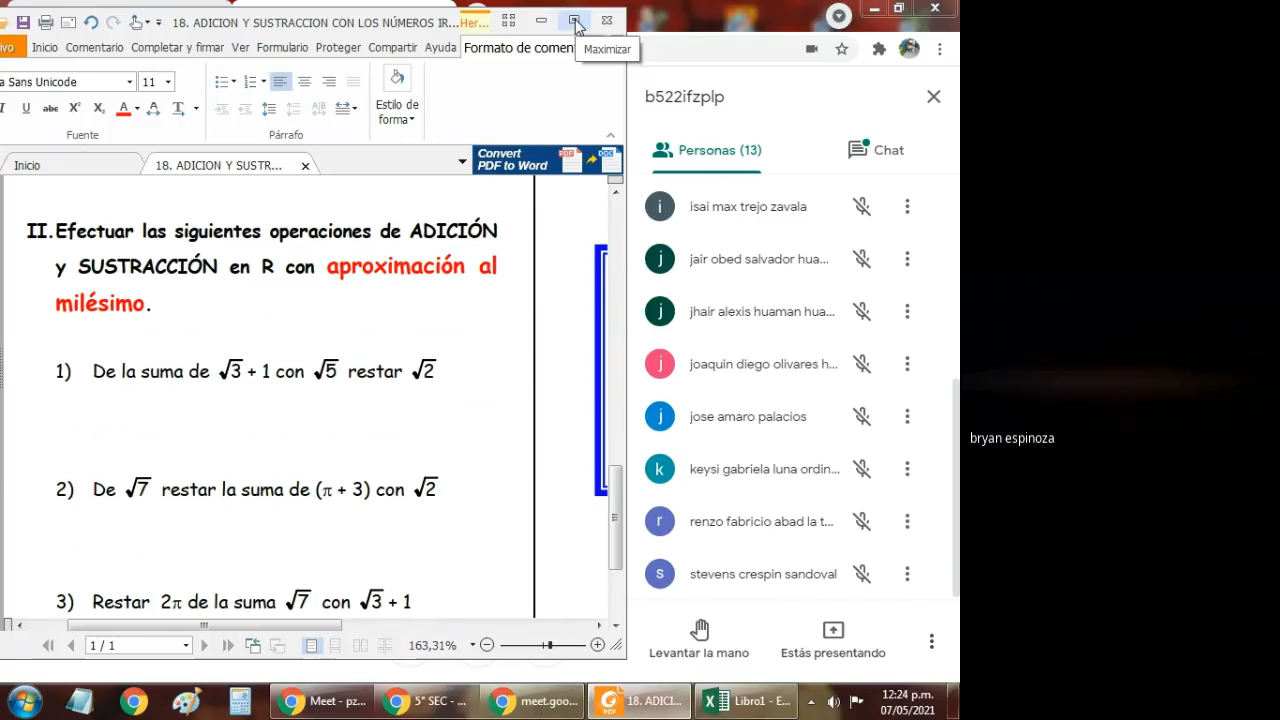 18. ADICION Y SUSTRACCION CON LOS NÚMEROS IR... Her...
Maximizar
Inicio Comentario Completar y firmar Ver Formulario Proteger Compartir Ayuda Formato de coment
a Sans Unicode 11
Estilo de forma
Fuente Párrafo
Inicio 18. ADICION Y SUSTR...
Convert
PDF to Word
II. Efectuar las siguientes operaciones de ADICIÓN
y SUSTRACCIÓN en R con aproximación al
milésimo.
1) De la suma de √3 + 1 con √5 restar √2
2) De √7 restar la suma de (π + 3) con √2
3) Restar 2π de la suma √7 con √3 + 1
1 / 1 163,31%
b522ifzplp
Personas (13) Chat
isai max trejo zavala
jair obed salvador hua...
jhair alexis huaman hua...
joaquin diego olivares h...
jose amaro palacios
keysi gabriela luna ordin...
renzo fabricio abad la t...
stevens crespin sandoval
Levantar la mano Estás presentando
bryan espinoza
Meet - pz... 5° SEC - ... meet.goo... 18. ADICI... Libro1 - E... 12:24 p.m.
07/05/2021